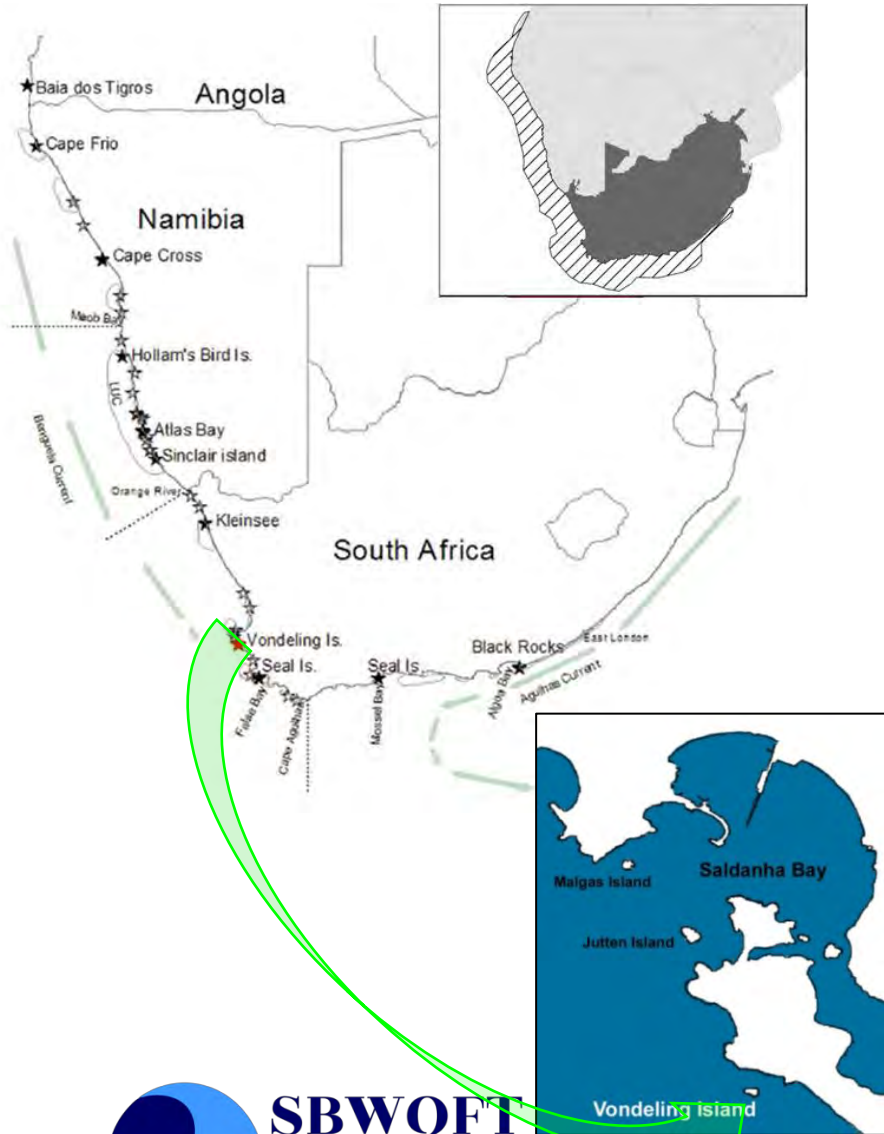 Baia dos Tigros
Angola
Cape Frio
Namibia
Cape Cross
Meob Bay
Hollam's Bird Is.
LUC
Atlas Bay
Benguela Current
Sinclair island
Orange River
Kleinsee
South Africa
Vondeling Is.
Black Rocks
East London
Seal Is.
Seal Is.
Algoa Bay
Agulhas Currant
False Bay
Mossel Bay
Cape Agulhas
Saldanha Bay
Malgas Island
Jutten Island
SBWQFT
Vondeling island